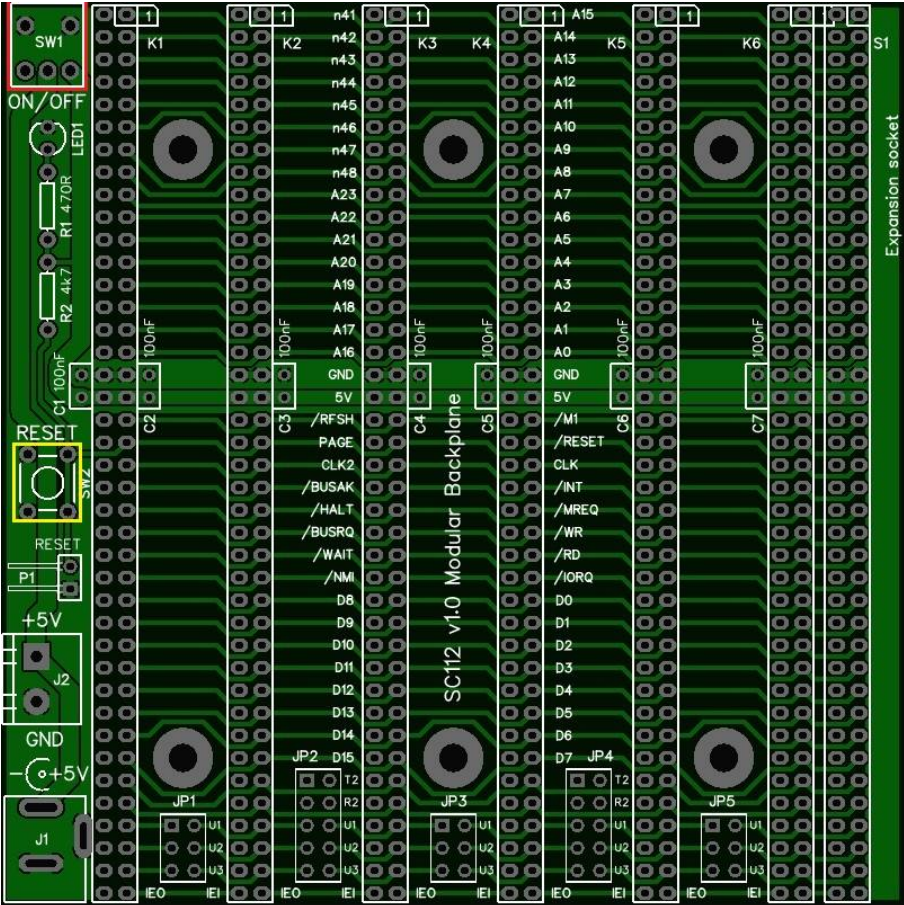 SW1
ON/OFF
LED1
R1 470R
R2 4k7
C1 100nF
RESET
SW2
RESET
P1
+5V
J2
GND
- +5V
J1
1
K1
100nF
C2
JP1
U1
U2
U3
IEO IEI
1
K2
100nF
C3
n41
n42
n43
n44
n45
n46
n47
n48
A23
A22
A21
A20
A19
A18
A17
A16
GND
5V
/RFSH
PAGE
CLK2
/BUSAK
/HALT
/BUSRQ
/WAIT
/NMI
D8
D9
D10
D11
D12
D13
D14
D15
JP2
T2
R2
U1
U2
U3
IEO IEI
1
K3
100nF
C4
SC112 v1.0 Modular Backplane
JP3
U1
U2
U3
IEO IEI
K4
1
100nF
C5
A15
A14
A13
A12
A11
A10
A9
A8
A7
A6
A5
A4
A3
A2
A1
A0
GND
5V
/M1
/RESET
CLK
/INT
/MREQ
/WR
/RD
/IORQ
D0
D1
D2
D3
D4
D5
D6
D7
JP4
T2
R2
U1
U2
U3
IEO IEI
K5
1
100nF
C6
JP5
U1
U2
U3
IEO IEI
K6
1
100nF
C7
S1
Expansion socket